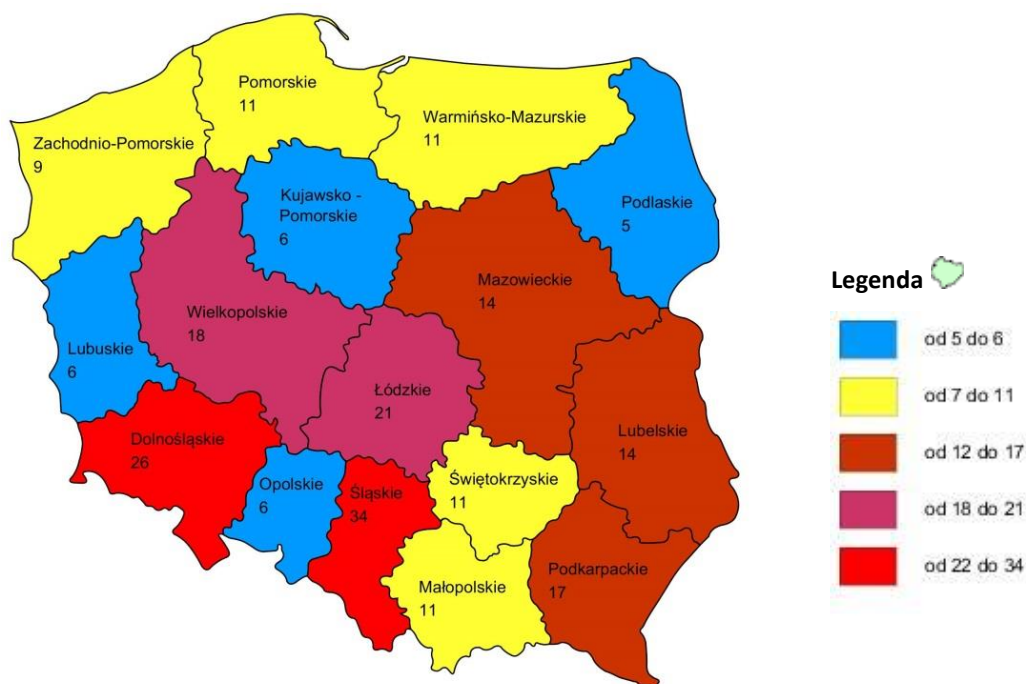 Pomorskie
11
Warmińsko-Mazurskie
11
Zachodnio-Pomorskie
9
Kujawsko -
Pomorskie
6
Podlaskie
5
Mazowieckie
14
Wielkopolskie
18
Lubuskie
6
Łódzkie
21
Dolnośląskie
26
Lubelskie
14
Opolskie
6
Śląskie
34
Świętokrzyskie
11
Małopolskie
11
Podkarpackie
17
Legenda
od 5 do 6
od 7 do 11
od 12 do 17
od 18 do 21
od 22 do 34